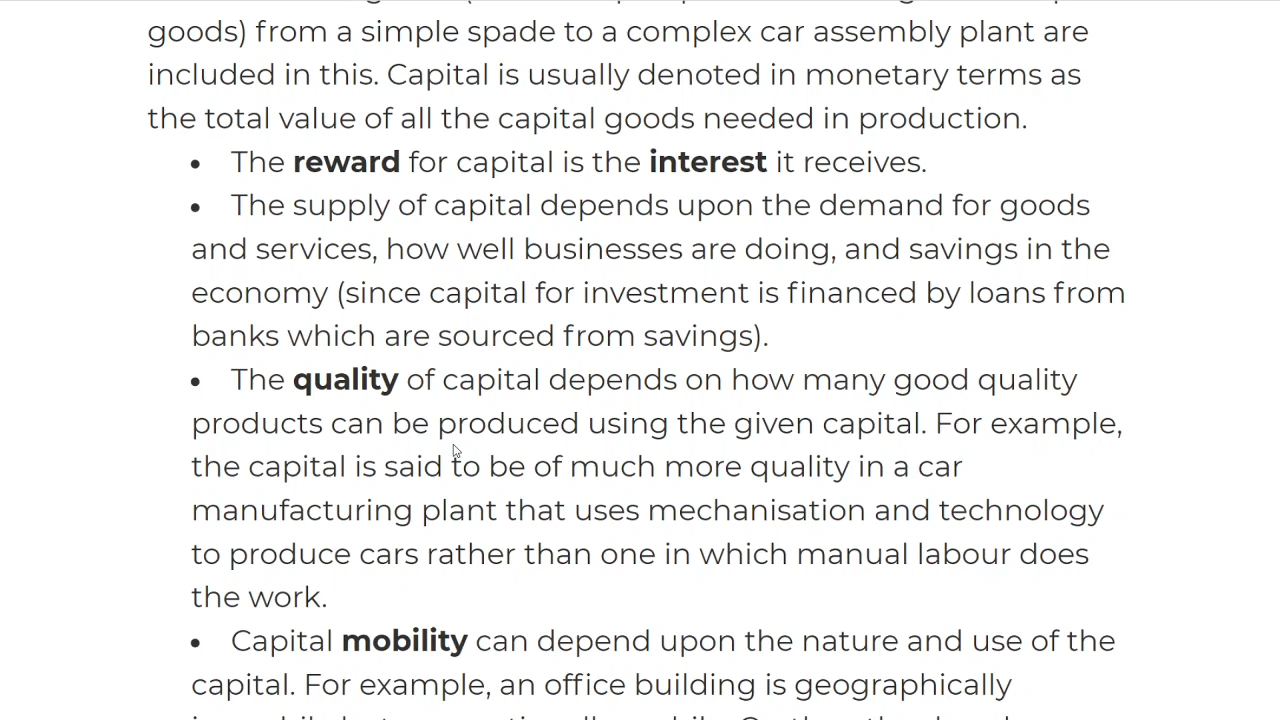 goods) from a simple spade to a complex car assembly plant are
included in this. Capital is usually denoted in monetary terms as
the total value of all the capital goods needed in production.
• The reward for capital is the interest it receives.
• The supply of capital depends upon the demand for goods
and services, how well businesses are doing, and savings in the
economy (since capital for investment is financed by loans from
banks which are sourced from savings).
• The quality of capital depends on how many good quality
products can be produced using the given capital. For example,
the capital is said to be of much more quality in a car
manufacturing plant that uses mechanisation and technology
to produce cars rather than one in which manual labour does
the work.
• Capital mobility can depend upon the nature and use of the
capital. For example, an office building is geographically